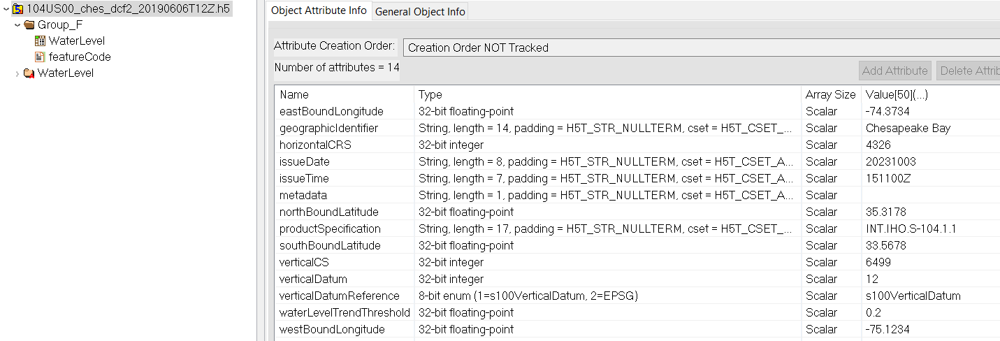 104US00_ches_dcf2_20190606T12Z.h5
Group_F
WaterLevel
featureCode
WaterLevel
Object Attribute Info General Object Info
Attribute Creation Order: Creation Order NOT Tracked
Number of attributes = 14
Add Attribute Delete Attrib
Name Type Array Size Value[50](...)
eastBoundLongitude 32-bit floating-point Scalar -74.3734
geographicIdentifier String, length = 14, padding = H5T_STR_NULLTERM, cset = H5T_CSET_... Scalar Chesapeake Bay
horizontalCRS 32-bit integer Scalar 4326
issueDate String, length = 8, padding = H5T_STR_NULLTERM, cset = H5T_CSET_A... Scalar 20231003
issueTime String, length = 7, padding = H5T_STR_NULLTERM, cset = H5T_CSET_A... Scalar 151100Z
metadata String, length = 1, padding = H5T_STR_NULLTERM, cset = H5T_CSET_A... Scalar
northBoundLatitude 32-bit floating-point Scalar 35.3178
productSpecification String, length = 17, padding = H5T_STR_NULLTERM, cset = H5T_CSET_... Scalar INT.IHO.S-104.1.1
southBoundLatitude 32-bit floating-point Scalar 33.5678
verticalCS 32-bit integer Scalar 6499
verticalDatum 32-bit integer Scalar 12
verticalDatumReference 8-bit enum (1=s100VerticalDatum, 2=EPSG) Scalar s100VerticalDatum
waterLevelTrendThreshold 32-bit floating-point Scalar 0.2
westBoundLongitude 32-bit floating-point Scalar -75.1234